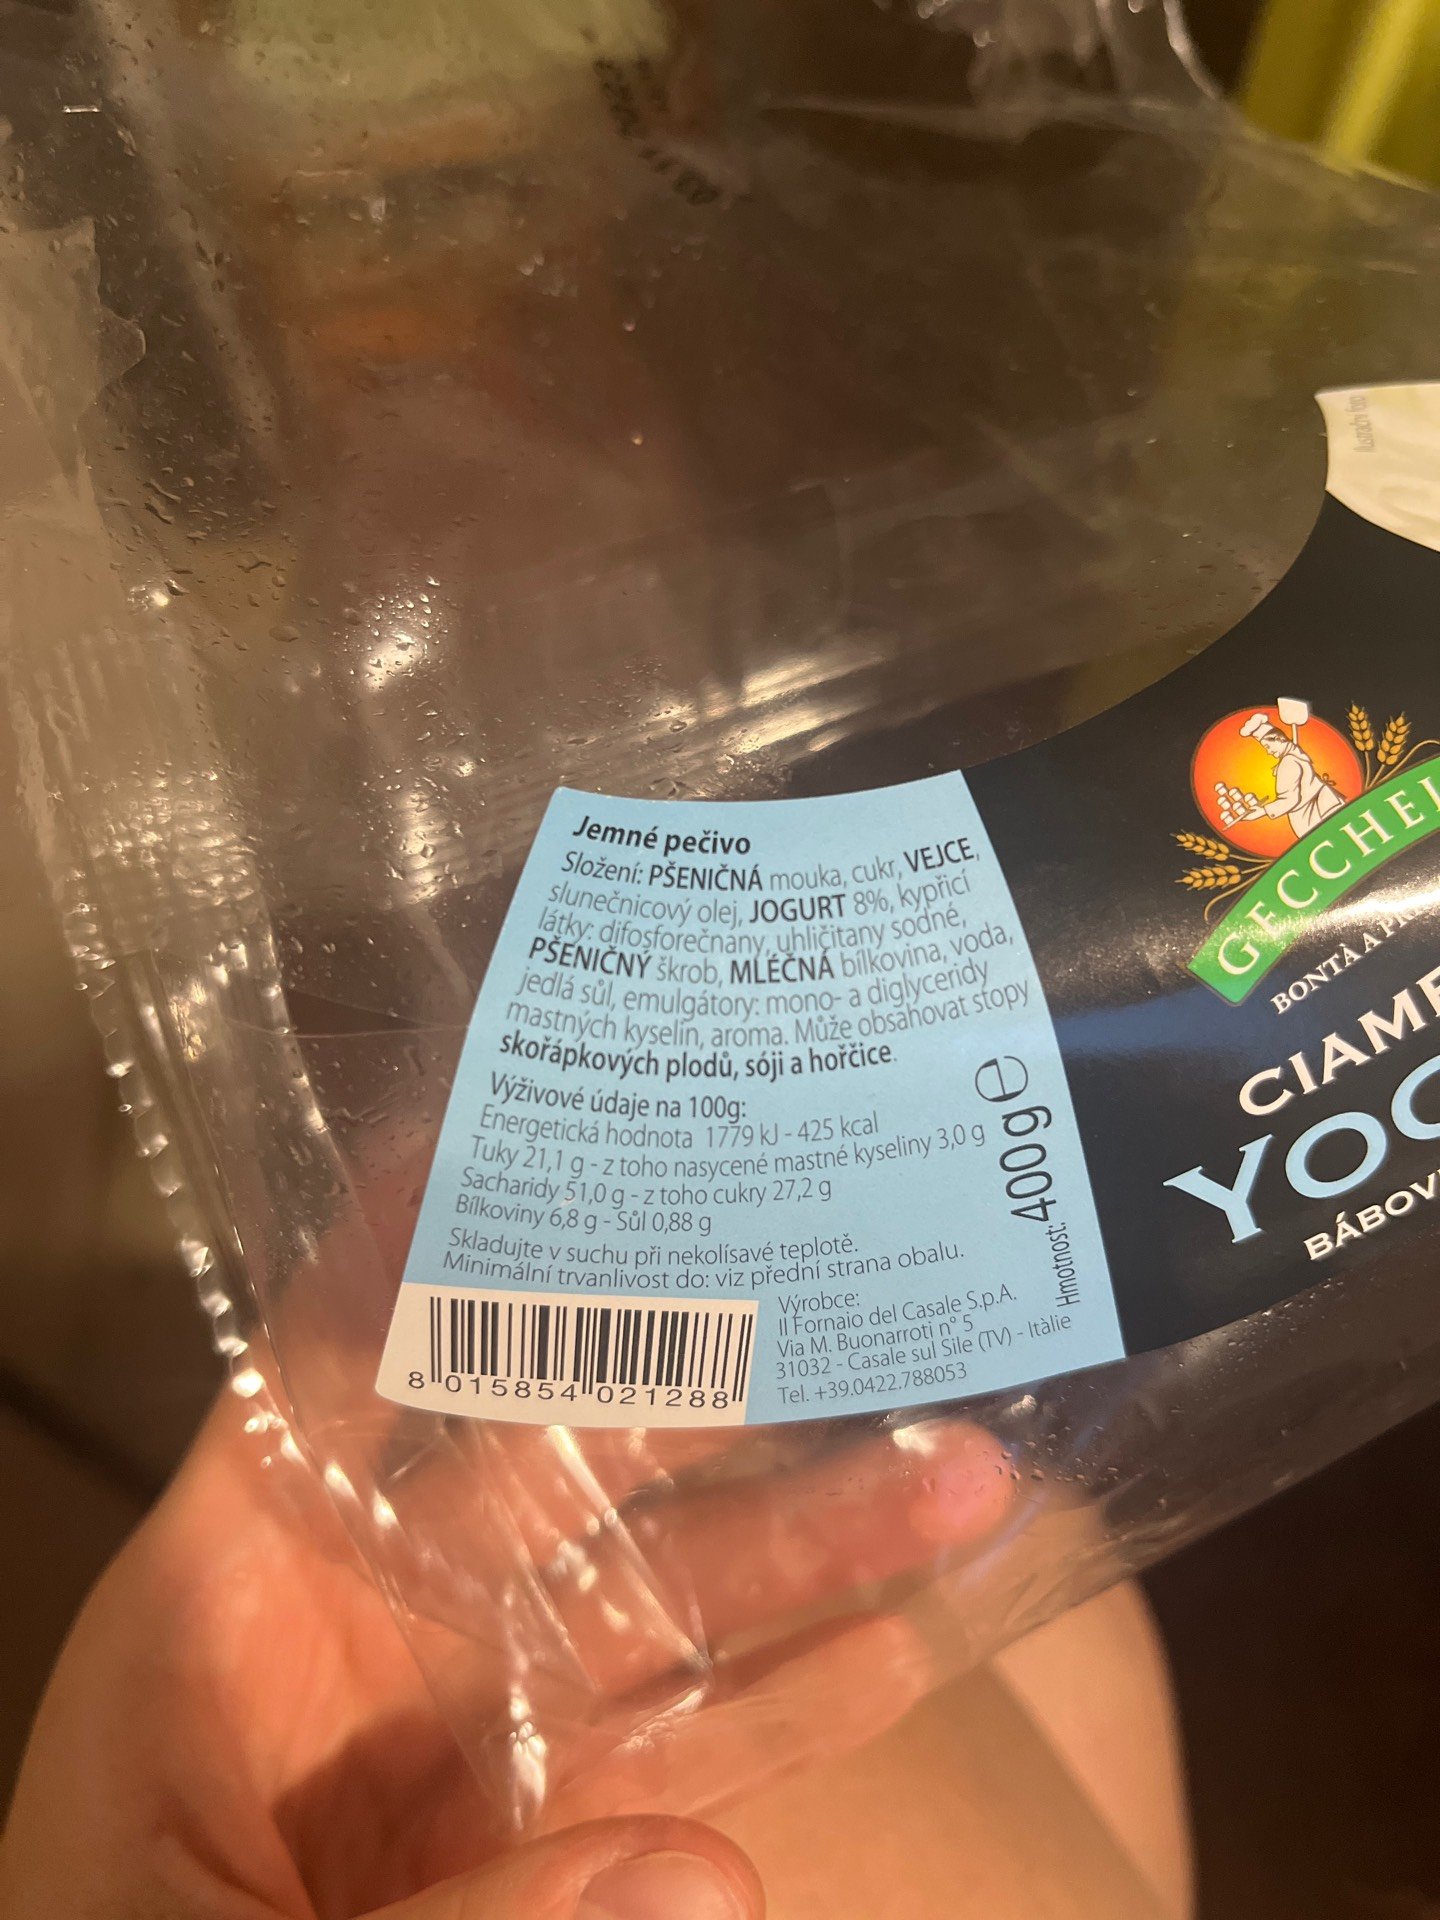 Ilustrační foto
GECCHEL
BONTÀ A P
CIAM
YOG
BÁBOV
Jemné pečivo
Složení: PŠENIČNÁ mouka, cukr, VEJCE,
slunečnicový olej, JOGURT 8%, kypřicí
látky: difosforečnany, uhličitany sodné,
PŠENIČNÝ škrob, MLÉČNÁ bílkovina, voda,
jedlá sůl, emulgátory: mono- a diglyceridy
mastných kyselin, aroma. Může obsahovat stopy
skořápkových plodů, sóji a hořčice.
Výživové údaje na 100g:
Energetická hodnota 1779 kJ - 425 kcal
Tuky 21,1 g - z toho nasycené mastné kyseliny 3,0 g
Sacharidy 51,0 g - z toho cukry 27,2 g
Bílkoviny 6,8 g - Sůl 0,88 g
Skladujte v suchu při nekolísavé teplotě.
Minimální trvanlivost do: viz přední strana obalu.
Hmotnost: 400g e
Výrobce:
Il Fornaio del Casale S.p.A.
Via M. Buonarroti n° 5
31032 - Casale sul Sile (TV) - Itàlie
Tel. +39.0422.788053
8 015854 021288